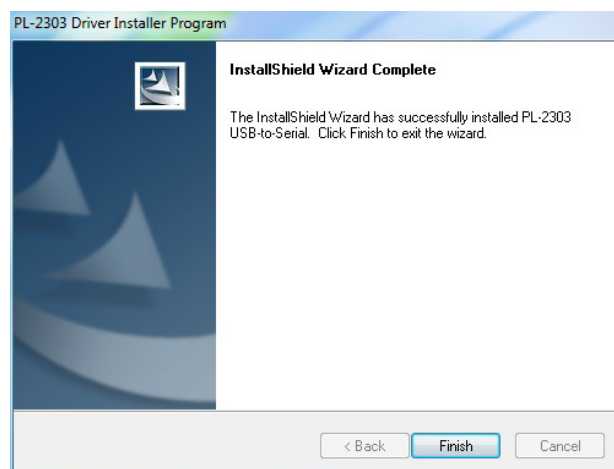 PL-2303 Driver Installer Program
InstallShield Wizard Complete
The InstallShield Wizard has successfully installed PL-2303
USB-to-Serial. Click Finish to exit the wizard.
< Back
Finish
Cancel